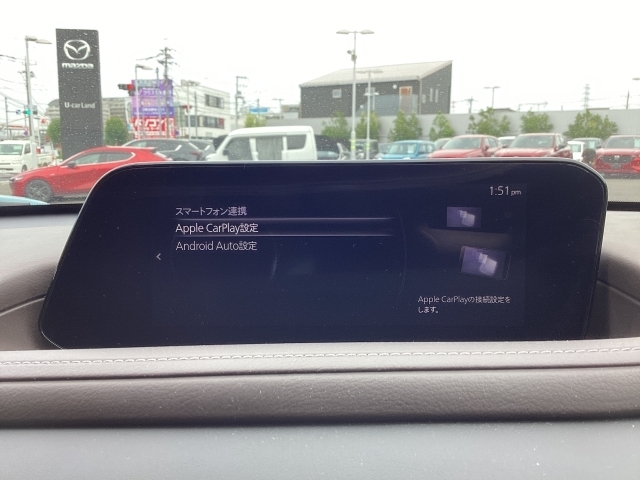 mazda
U-carLand
1:51pm
スマートフォン連携
Apple CarPlay設定
Android Auto設定
Apple CarPlayの接続設定を
します。